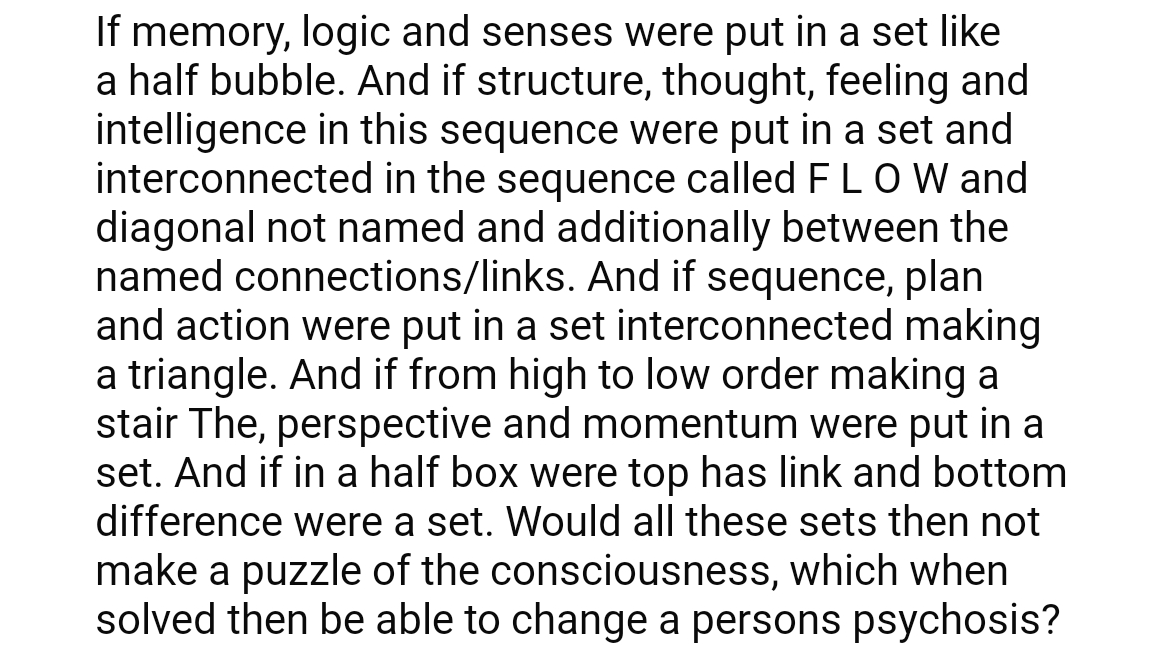 If memory, logic and senses were put in a set like
a half bubble. And if structure, thought, feeling and
intelligence in this sequence were put in a set and
interconnected in the sequence called F L O W and
diagonal not named and additionally between the
named connections/links. And if sequence, plan
and action were put in a set interconnected making
a triangle. And if from high to low order making a
stair The, perspective and momentum were put in a
set. And if in a half box were top has link and bottom
difference were a set. Would all these sets then not
make a puzzle of the consciousness, which when
solved then be able to change a persons psychosis?